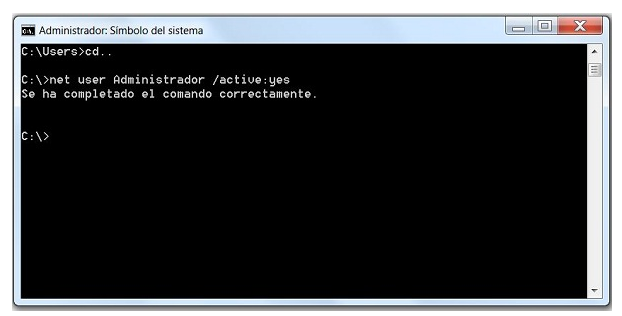 Administrador: Símbolo del sistema
C:\Users>cd..
C:\>net user Administrador /active:yes
Se ha completado el comando correctamente.
C:\>